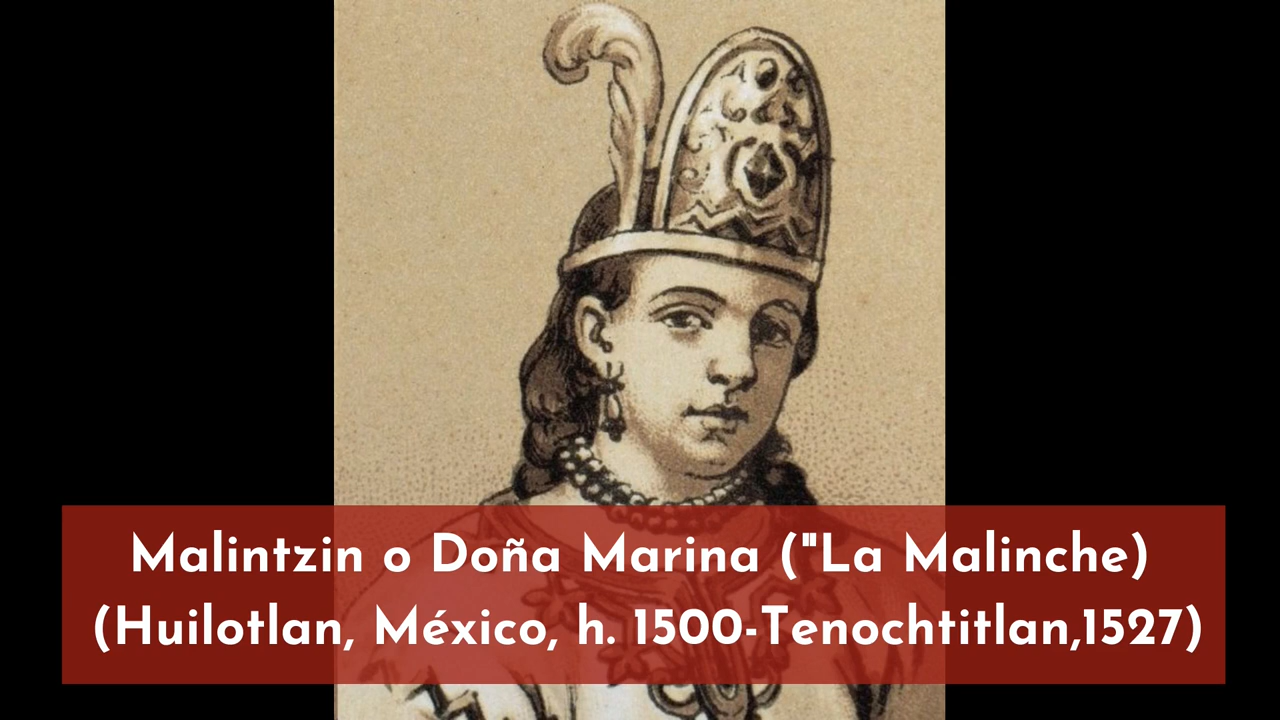 Malintzin o Doña Marina ("La Malinche)
(Huilotlan, México, h. 1500-Tenochtitlan,1527)